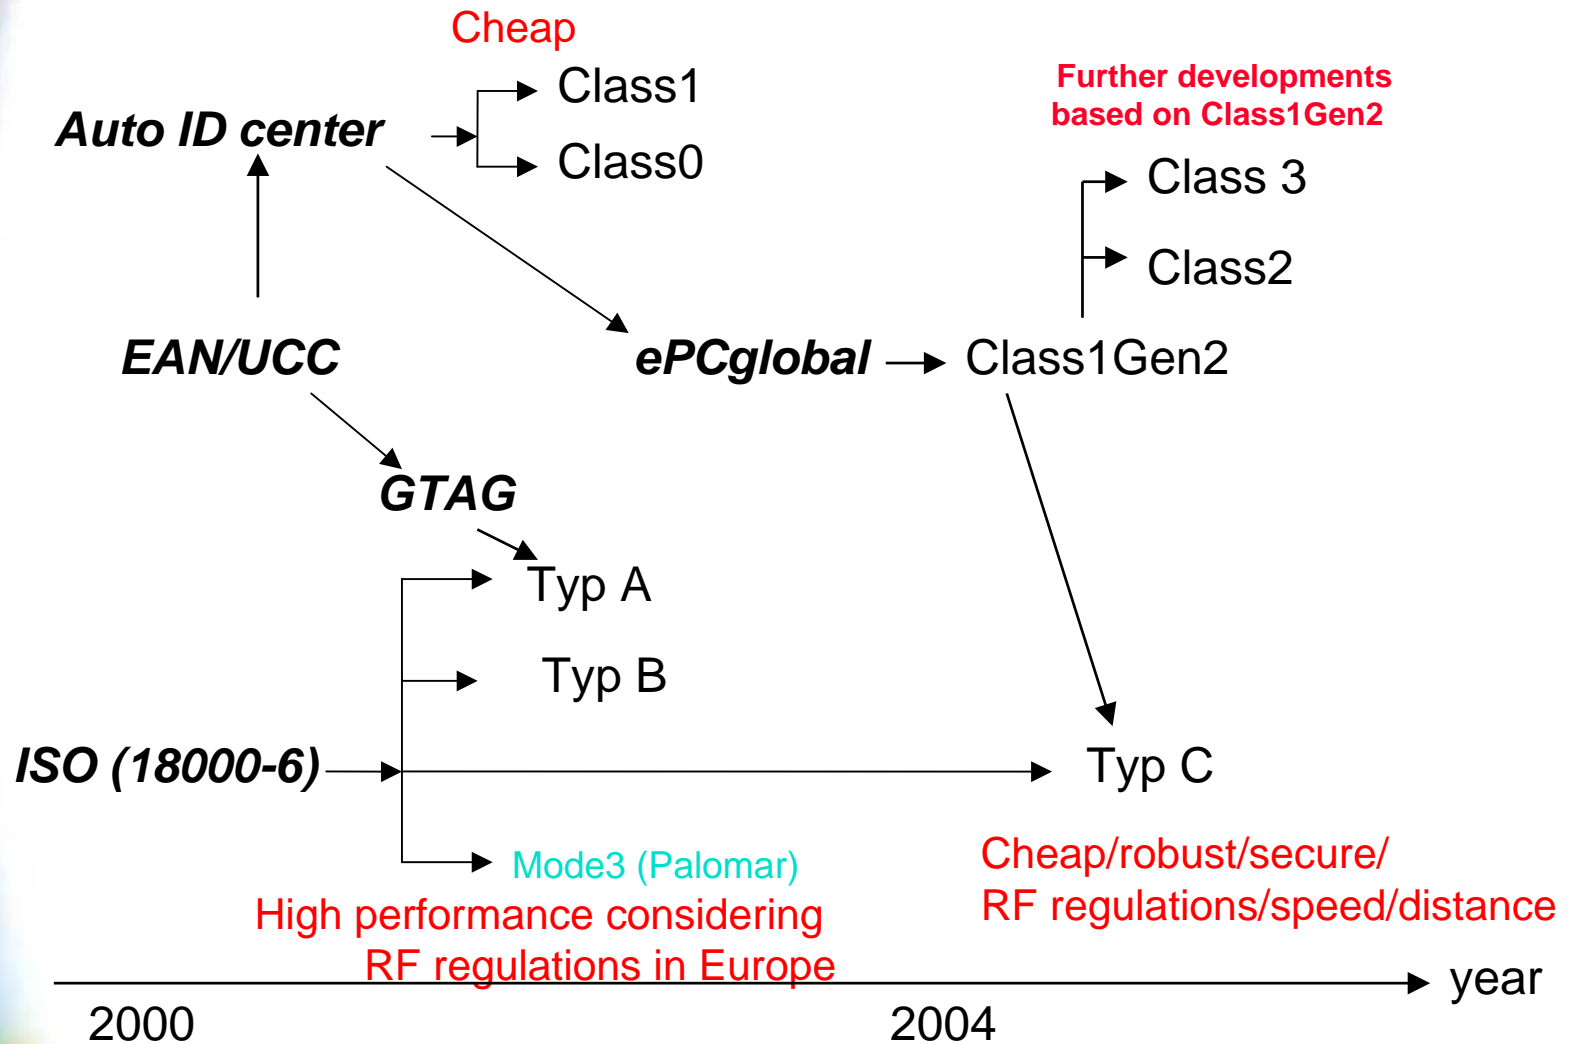 Cheap
Class1
Auto ID center
Class0
Further developments
based on Class1Gen2
Class 3
Class2
EAN/UCC
ePCglobal
Class1Gen2
GTAG
Typ A
Typ B
ISO (18000-6)
Typ C
Mode3 (Palomar)
High performance considering
RF regulations in Europe
Cheap/robust/secure/
RF regulations/speed/distance
year
2000
2004